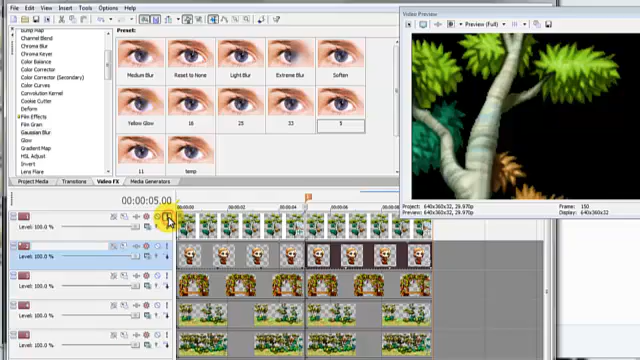 File Edit View Insert Tools Options Help
Bump Map
Channel Blend
Chroma Blur
Chroma Keyer
Color Balance
Color Corrector
Color Corrector (Secondary)
Color Curves
Convolution Kernel
Cookie Cutter
Deform
Film Effects
Film Grain
Gaussian Blur
Glow
Gradient Map
HSL Adjust
Invert
Lens Flare
Preset:
Medium Blur Reset to None Light Blur Extreme Blur Soften
Yellow Glow 16 25 33 5
11 temp
Project Media Transitions Video FX Media Generators
Video Preview
Preview (Full)
Project: 640x360x32, 29.970p
Preview: 640x360x32, 29.970p
Frame: 150
Display: 640x360x32
00:00:05.00
Level: 100.0 %
Level: 100.0 %
Level: 100.0 %
Level: 100.0 %
Level: 100.0 %